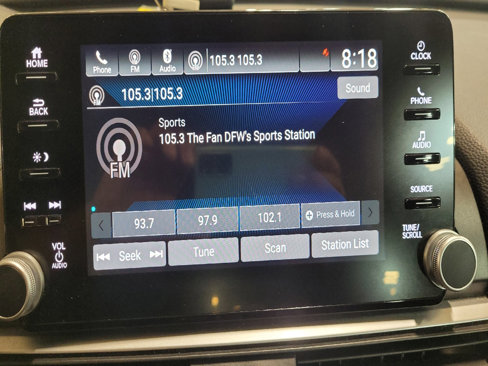 HOME
BACK
VOL
AUDIO
Phone
FM
Audio
105.3 105.3
8:18
105.3|105.3
Sound
FM
Sports
105.3 The Fan DFW's Sports Station
93.7
97.9
102.1
Press & Hold
Seek
Tune
Scan
Station List
CLOCK
PHONE
AUDIO
SOURCE
TUNE/
SCROLL